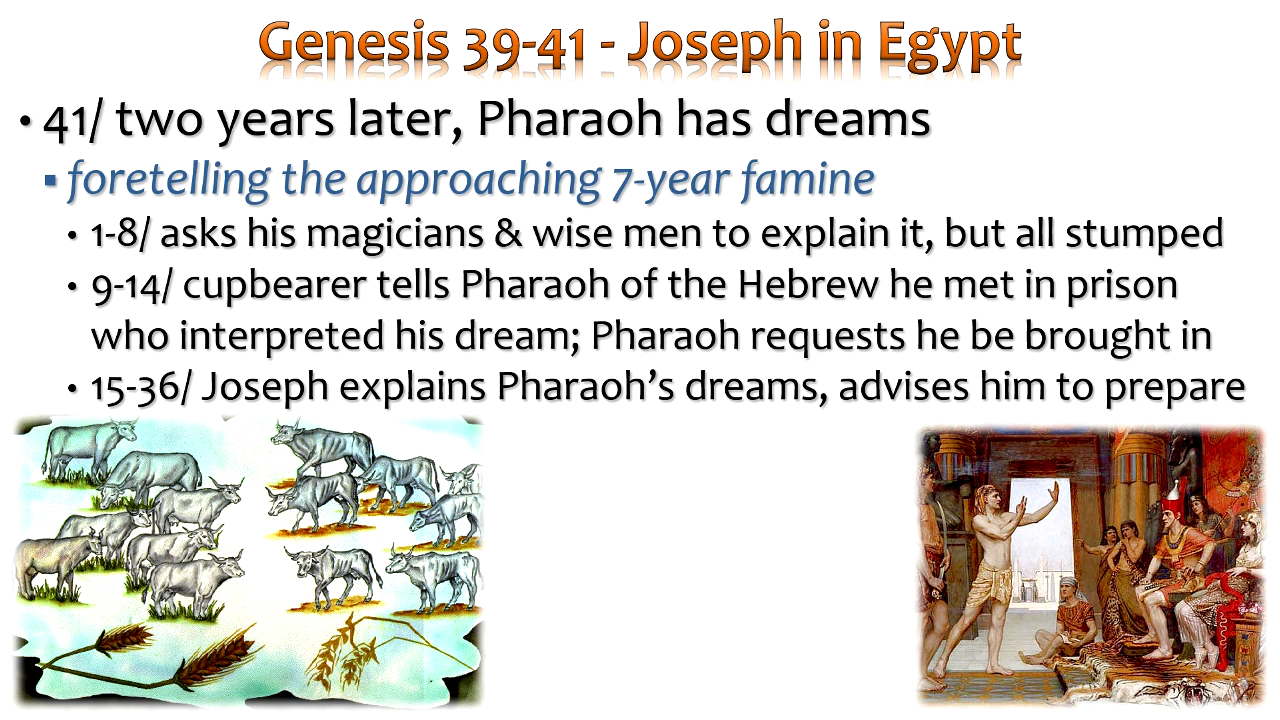 Genesis 39-41 - Joseph in Egypt
• 41/ two years later, Pharaoh has dreams
▪ foretelling the approaching 7-year famine
• 1-8/ asks his magicians & wise men to explain it, but all stumped
• 9-14/ cupbearer tells Pharaoh of the Hebrew he met in prison
who interpreted his dream; Pharaoh requests he be brought in
• 15-36/ Joseph explains Pharaoh’s dreams, advises him to prepare